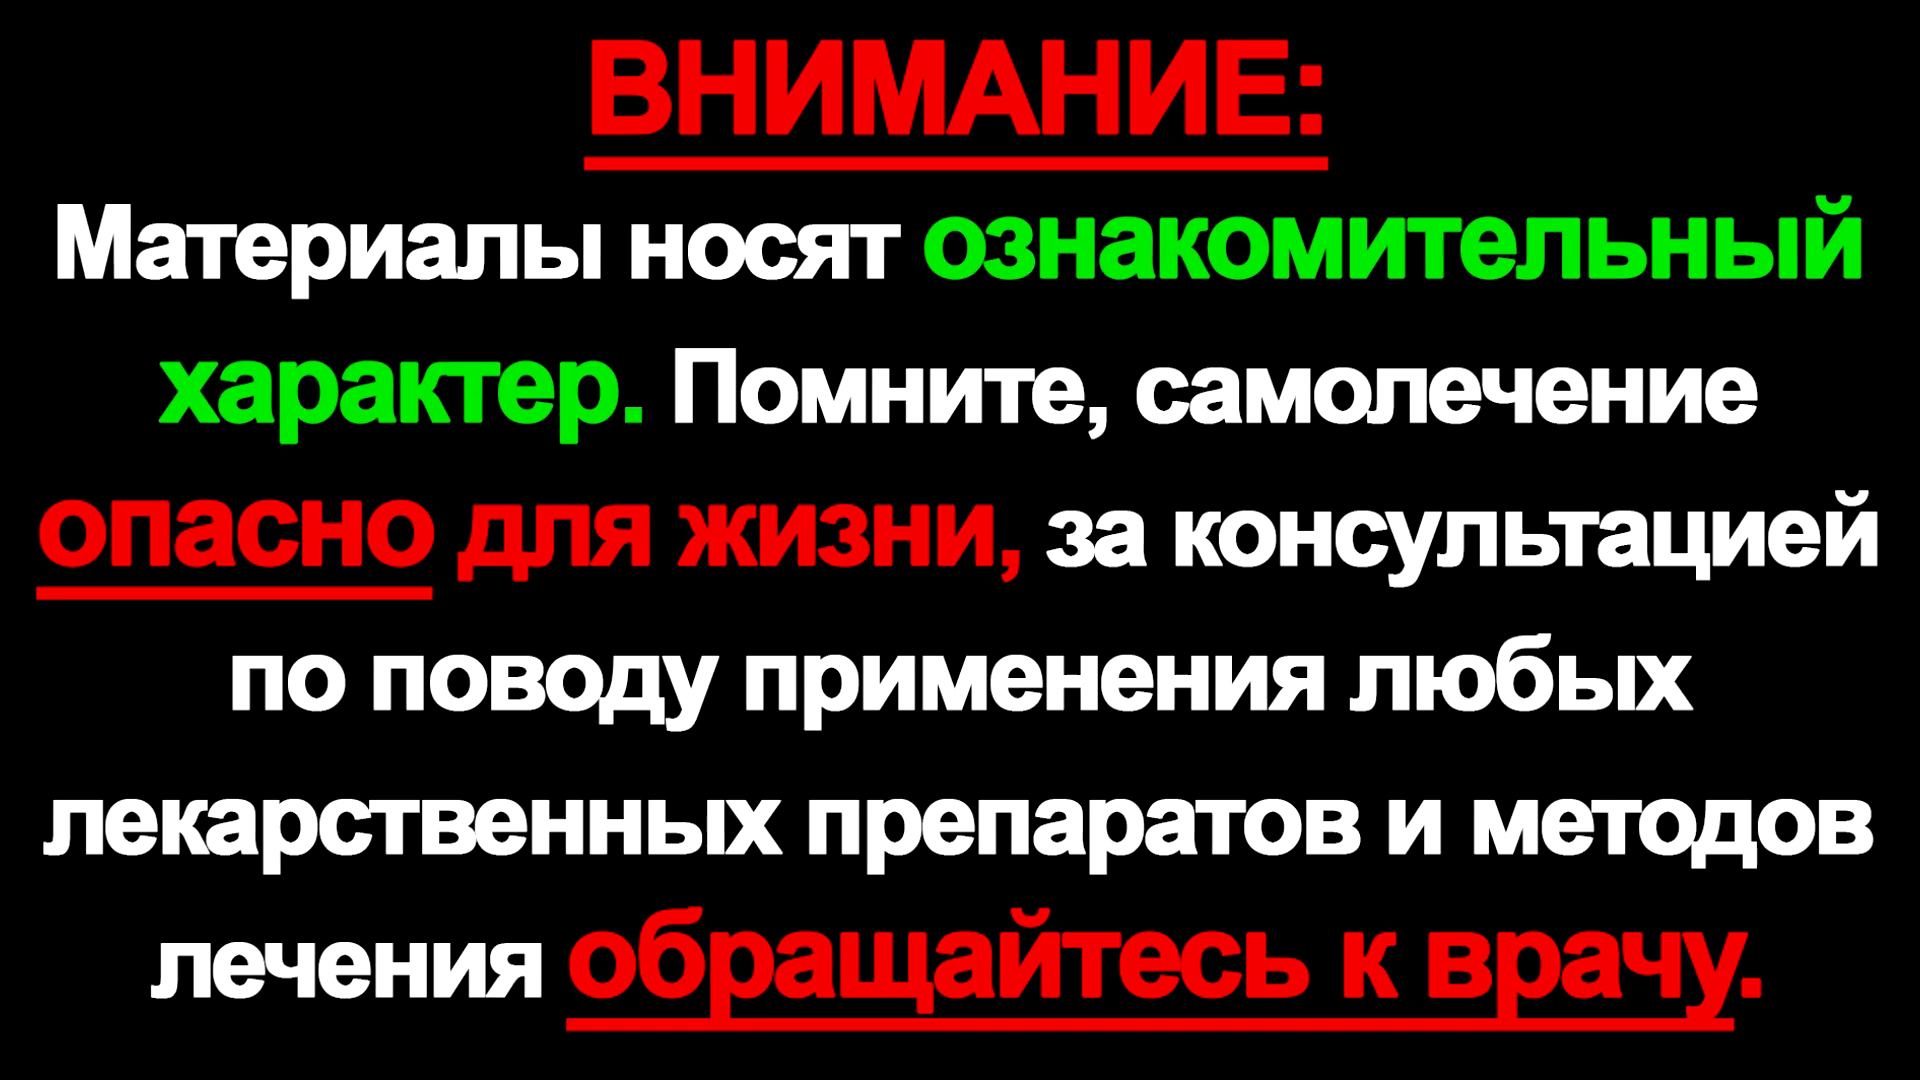 ВНИМАНИЕ:
Материалы носят ознакомительный
характер. Помните, самолечение
опасно для жизни, за консультацией
по поводу применения любых
лекарственных препаратов и методов
лечения обращайтесь к врачу.